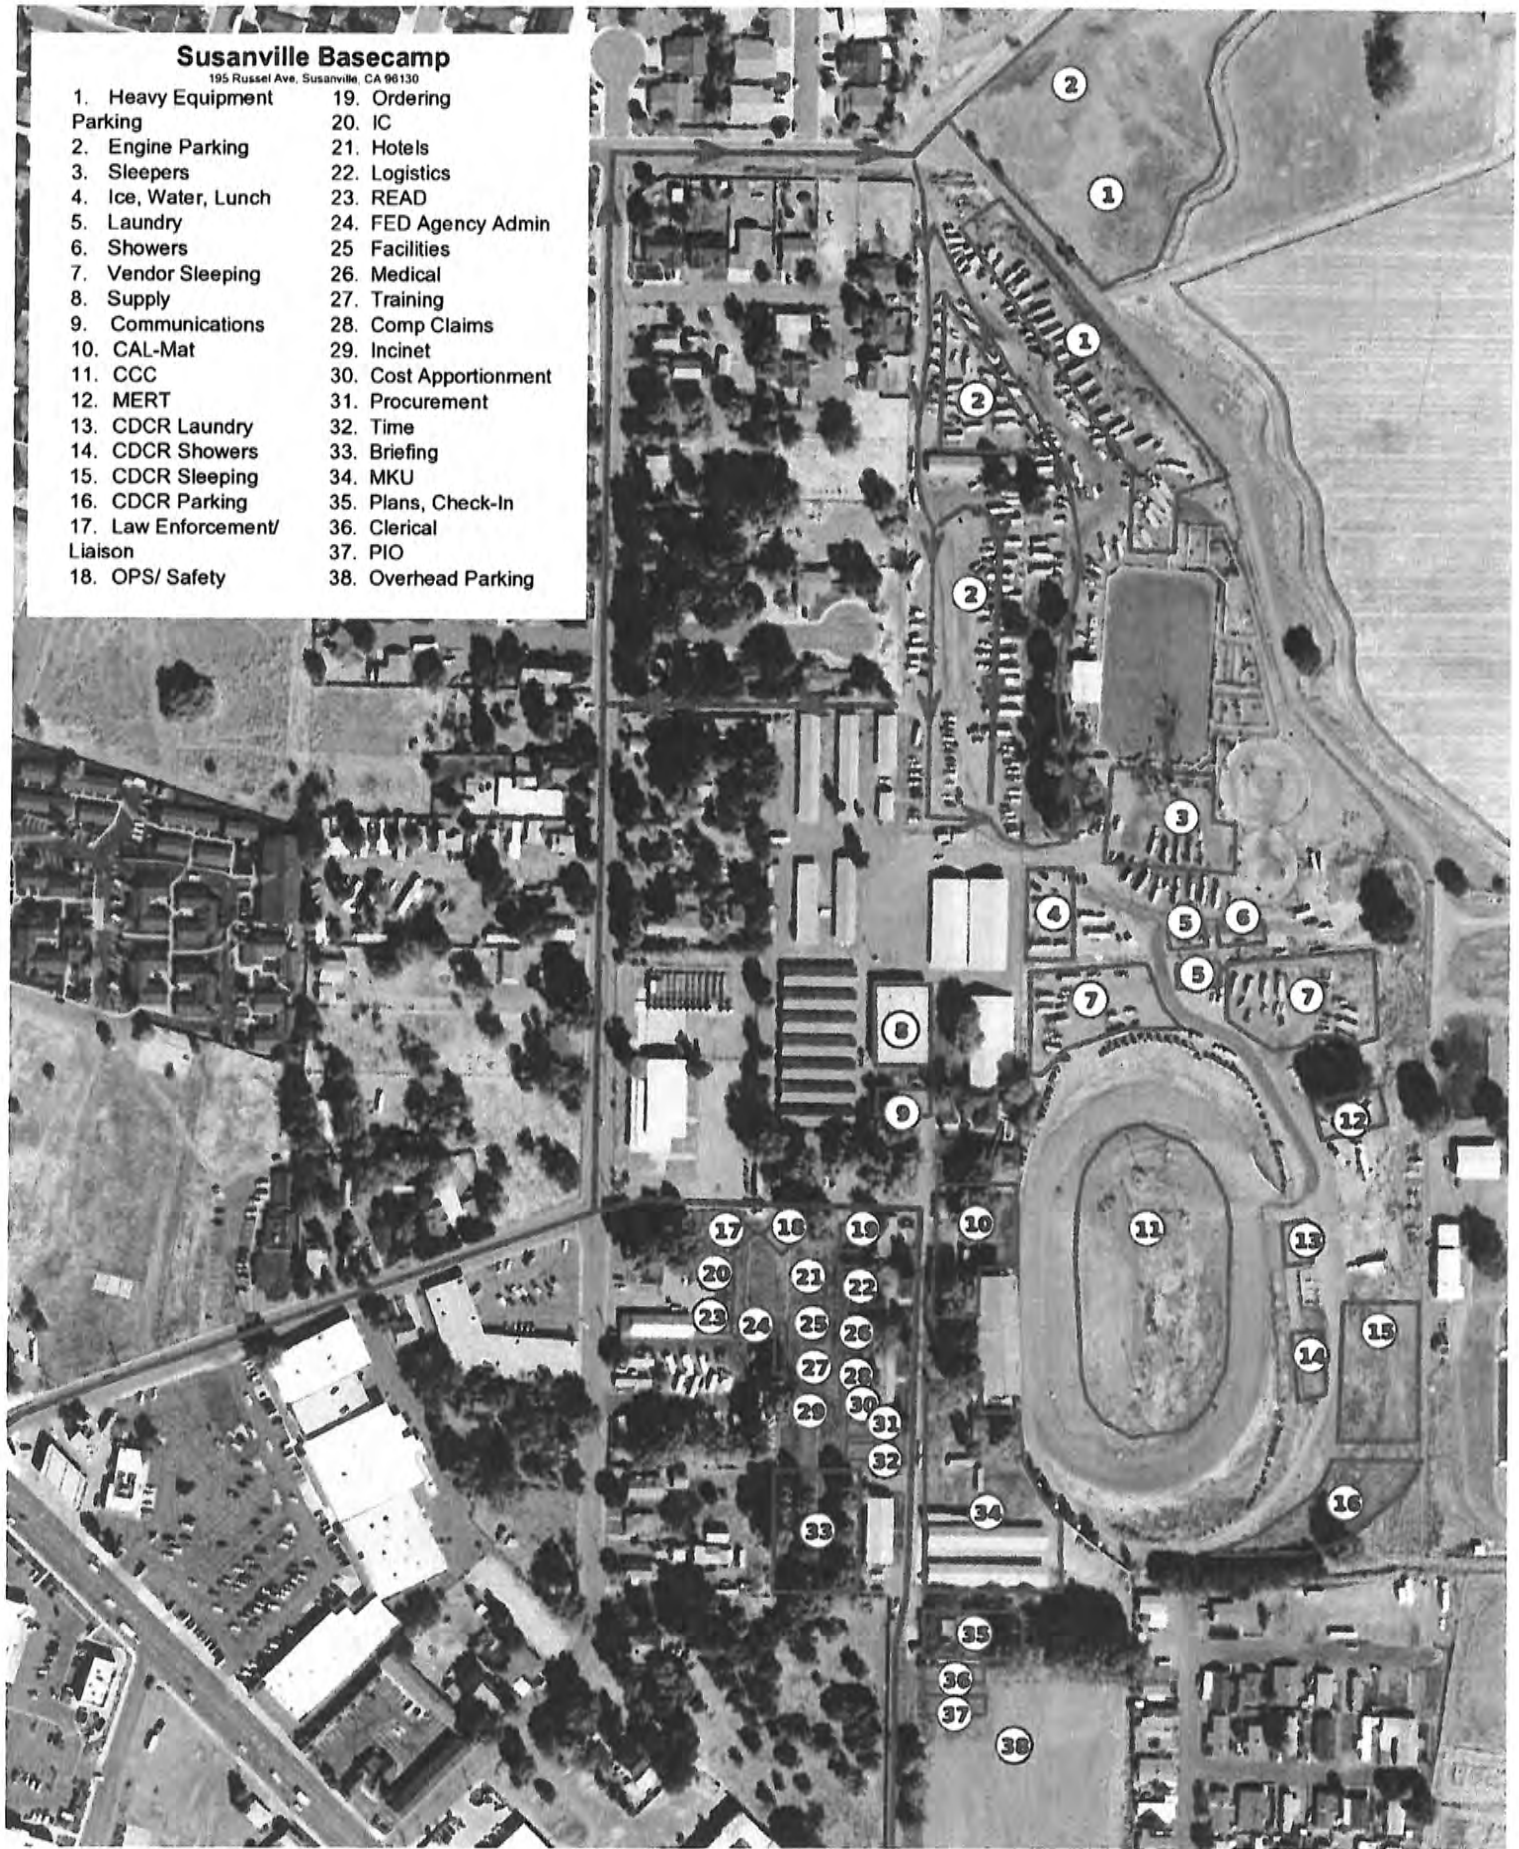 Susanville Basecamp
195 Russel Ave, Susanville, CA 96130
1. Heavy Equipment
Parking
2. Engine Parking
3. Sleepers
4. Ice, Water, Lunch
5. Laundry
6. Showers
7. Vendor Sleeping
8. Supply
9. Communications
10. CAL-Mat
11. CCC
12. MERT
13. CDCR Laundry
14. CDCR Showers
15. CDCR Sleeping
16. CDCR Parking
17. Law Enforcement/
Liaison
18. OPS/ Safety
19. Ordering
20. IC
21. Hotels
22. Logistics
23. READ
24. FED Agency Admin
25 Facilities
26. Medical
27. Training
28. Comp Claims
29. Incinet
30. Cost Apportionment
31. Procurement
32. Time
33. Briefing
34. MKU
35. Plans, Check-In
36. Clerical
37. PIO
38. Overhead Parking
2
1
1
2
2
3
4
5
6
5
7
7
8
9
12
10
11
17
18
19
13
20
21
22
23
24
25
26
15
14
27
28
29
30
31
32
16
34
33
35
36
37
38